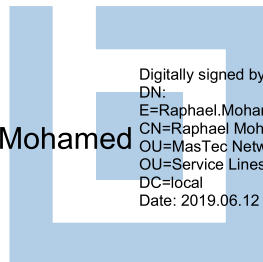 Mohamed
Digitally signed by
DN:
E=Raphael.Moha
CN=Raphael Moh
OU=MasTec Netw
OU=Service Lines
DC=local
Date: 2019.06.12